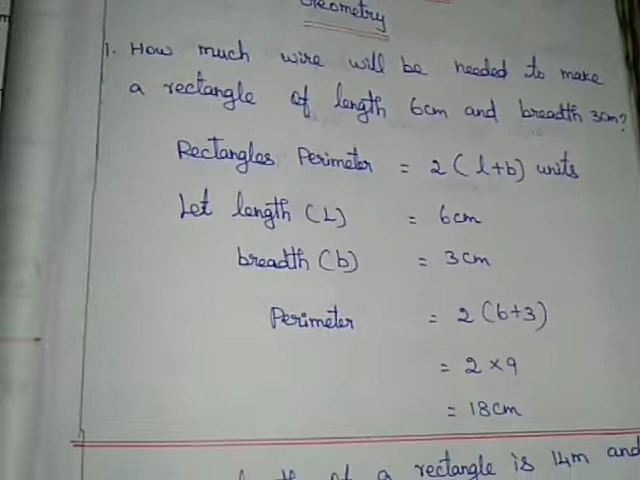 Geometry
1. How much wire will be needed to make
a rectangle of length 6cm and breadth 3cm?
Rectangles Perimeter = 2 (l+b) units
Let length (L) = 6cm
breadth (b) = 3cm
Perimeter = 2 (6+3)
= 2 × 9
= 18cm
of a rectangle is 14m and